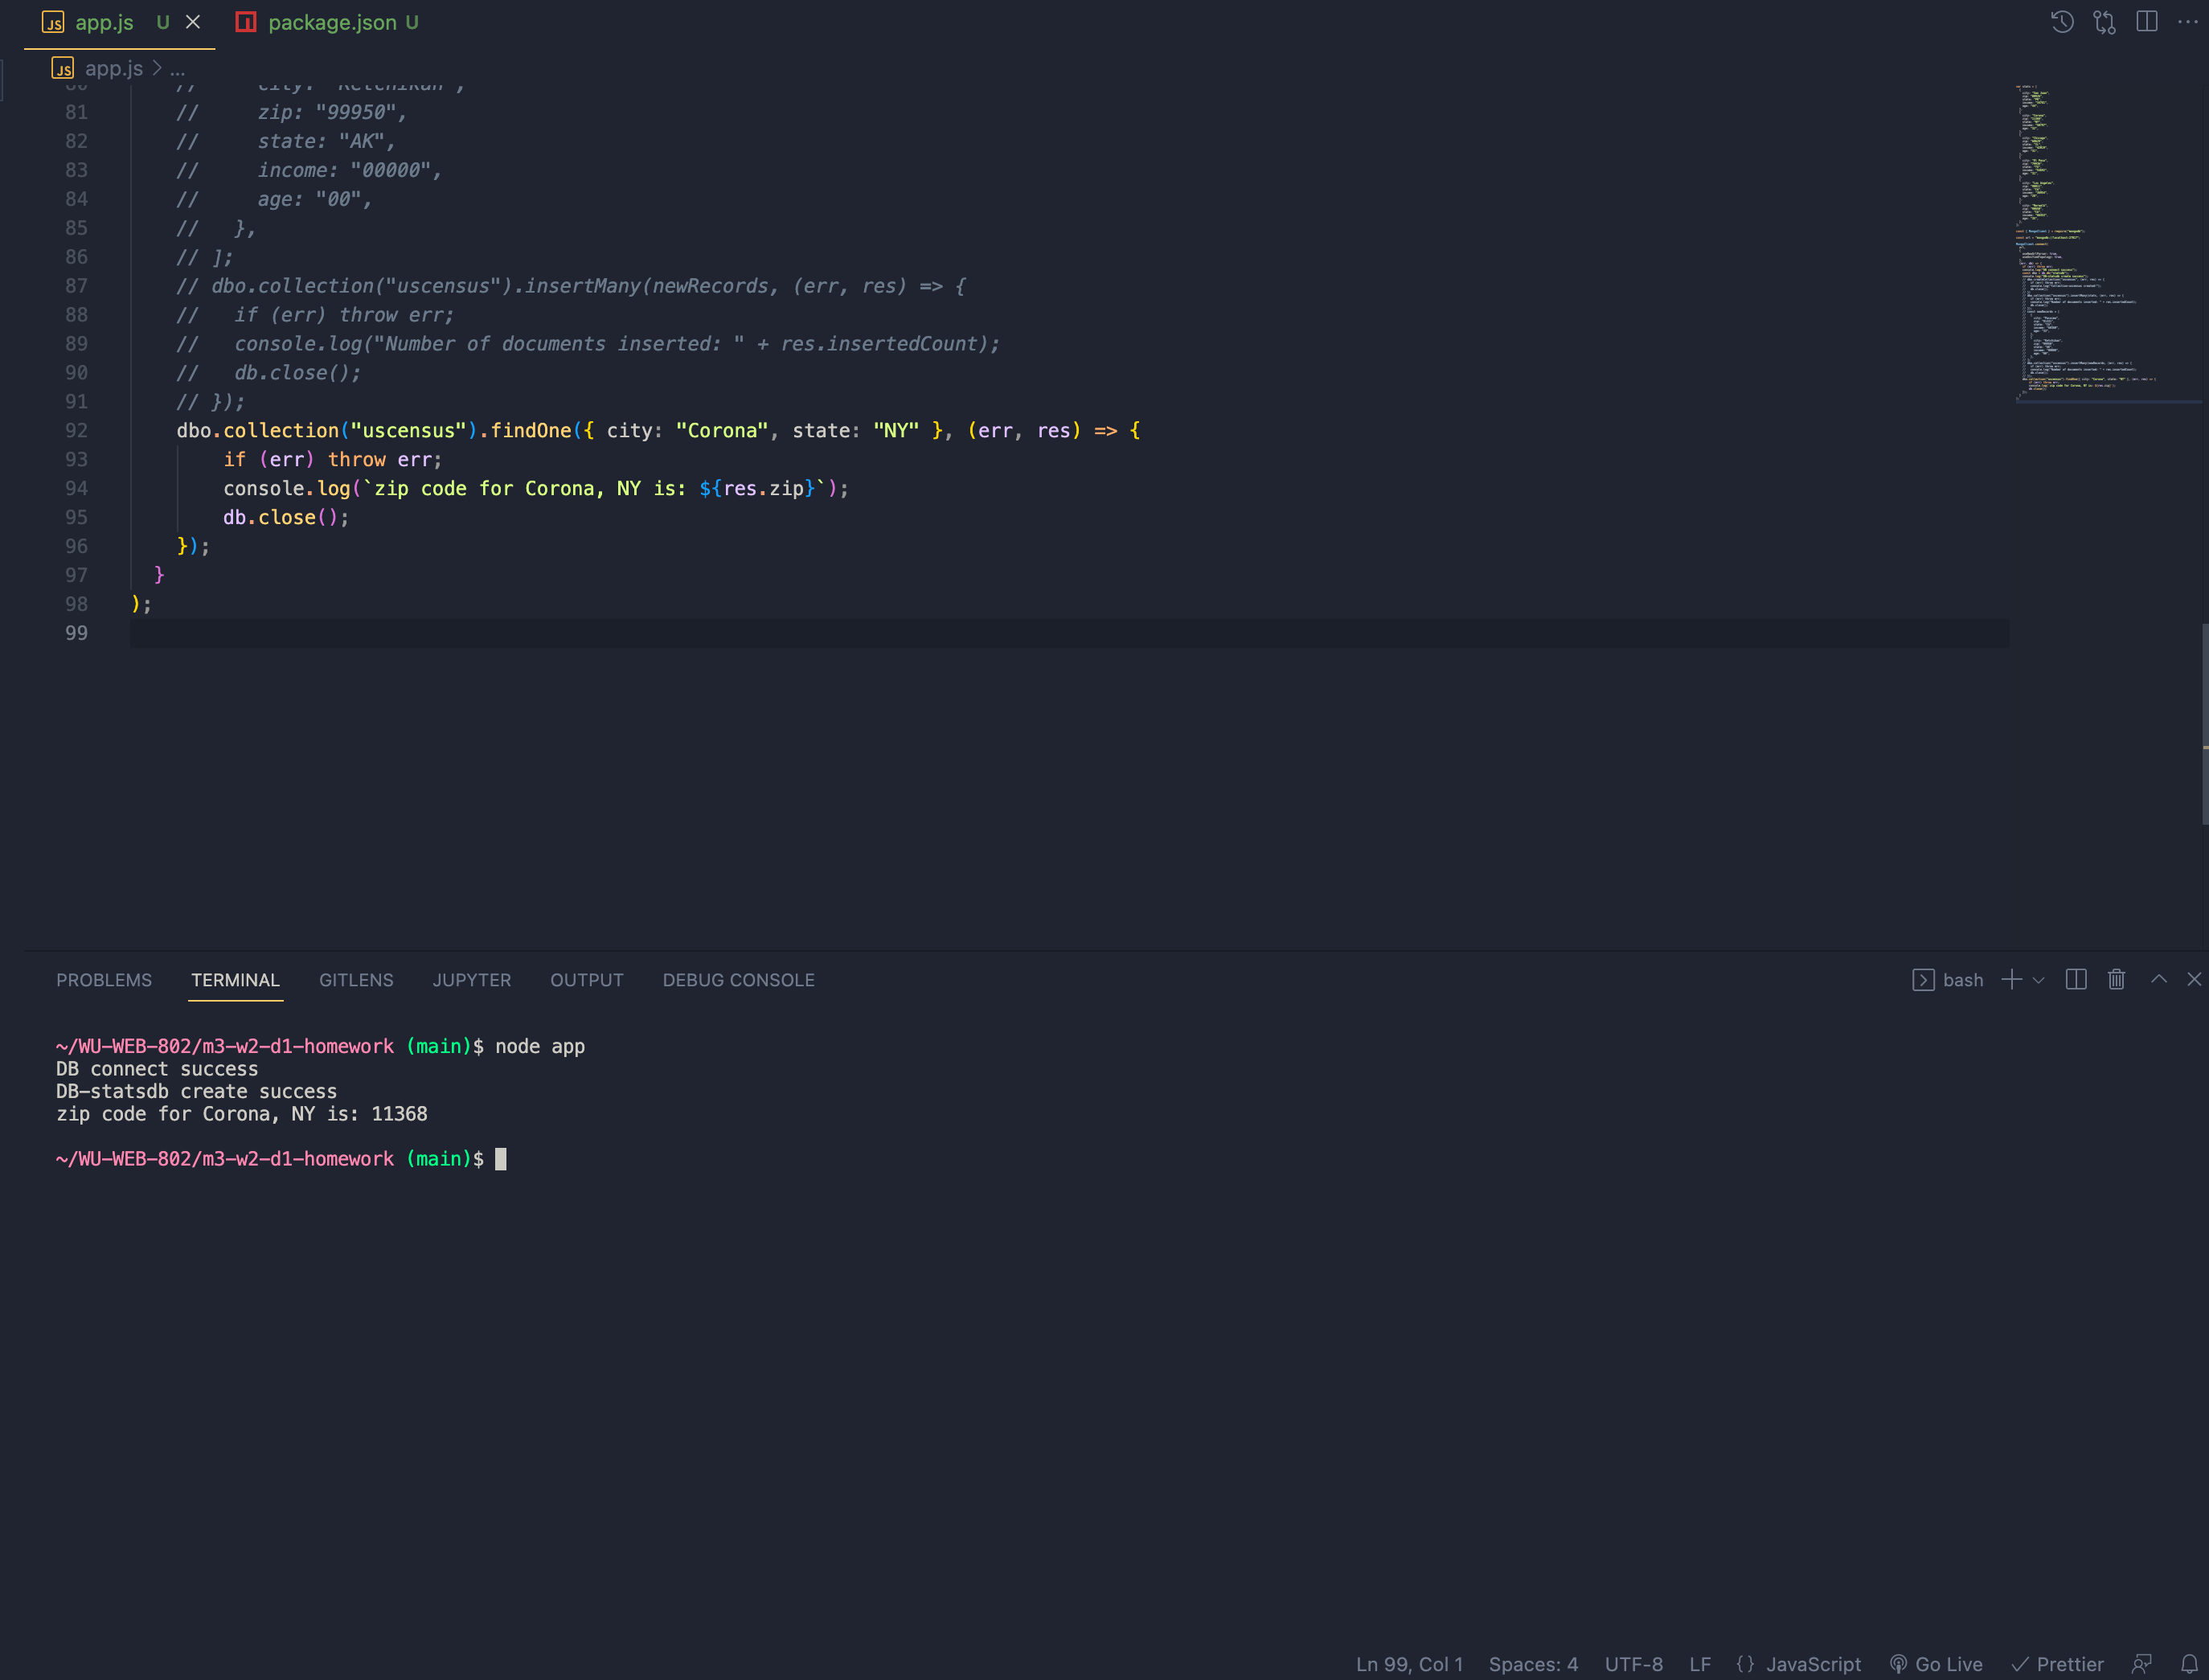 JS app.js U
package.json U
JS app.js > ...
81 // zip: "99950",
82 // state: "AK",
83 // income: "00000",
84 // age: "00",
85 // },
86 // ];
87 // dbo.collection("uscensus").insertMany(newRecords, (err, res) => {
88 // if (err) throw err;
89 // console.log("Number of documents inserted: " + res.insertedCount);
90 // db.close();
91 // });
92 dbo.collection("uscensus").findOne({ city: "Corona", state: "NY" }, (err, res) => {
93 if (err) throw err;
94 console.log(`zip code for Corona, NY is: ${res.zip}`);
95 db.close();
96 });
97 }
98 );
99
PROBLEMS TERMINAL GITLENS JUPYTER OUTPUT DEBUG CONSOLE
bash
~/WU-WEB-802/m3-w2-d1-homework (main)$ node app
DB connect success
DB-statsdb create success
zip code for Corona, NY is: 11368
~/WU-WEB-802/m3-w2-d1-homework (main)$
Ln 99, Col 1 Spaces: 4 UTF-8 LF {} JavaScript Go Live Prettier